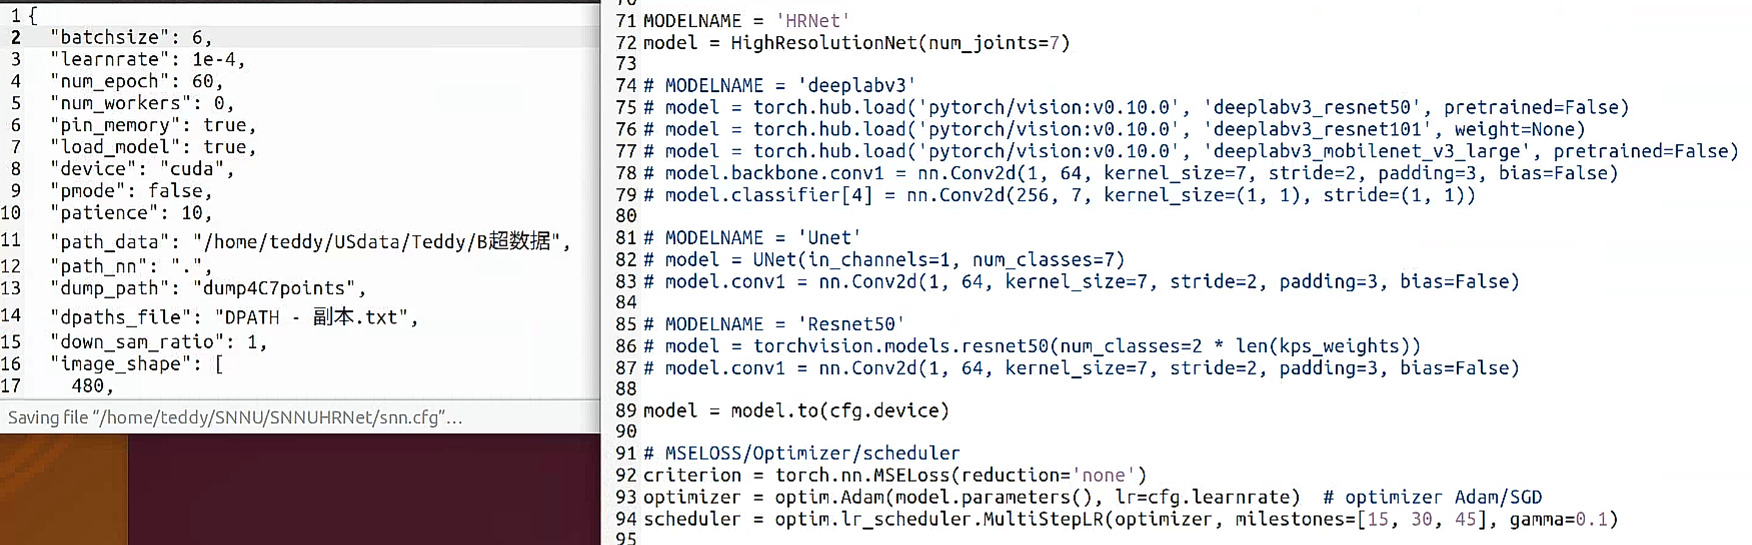 1 {
2   "batchsize": 6,
3   "learnrate": 1e-4,
4   "num_epoch": 60,
5   "num_workers": 0,
6   "pin_memory": true,
7   "load_model": true,
8   "device": "cuda",
9   "pmode": false,
10   "patience": 10,
11   "path_data": "/home/teddy/USdata/Teddy/B超数据",
12   "path_nn": ".",
13   "dump_path": "dump4C7points",
14   "dpaths_file": "DPATH - 副本.txt",
15   "down_sam_ratio": 1,
16   "image_shape": [
17     480,
Saving file "/home/teddy/SNNU/SNNUHRNet/snn.cfg"...
71 MODELNAME = 'HRNet'
72 model = HighResolutionNet(num_joints=7)
73
74 # MODELNAME = 'deeplabv3'
75 # model = torch.hub.load('pytorch/vision:v0.10.0', 'deeplabv3_resnet50', pretrained=False)
76 # model = torch.hub.load('pytorch/vision:v0.10.0', 'deeplabv3_resnet101', weight=None)
77 # model = torch.hub.load('pytorch/vision:v0.10.0', 'deeplabv3_mobilenet_v3_large', pretrained=False)
78 # model.backbone.conv1 = nn.Conv2d(1, 64, kernel_size=7, stride=2, padding=3, bias=False)
79 # model.classifier[4] = nn.Conv2d(256, 7, kernel_size=(1, 1), stride=(1, 1))
80
81 # MODELNAME = 'Unet'
82 # model = UNet(in_channels=1, num_classes=7)
83 # model.conv1 = nn.Conv2d(1, 64, kernel_size=7, stride=2, padding=3, bias=False)
84
85 # MODELNAME = 'Resnet50'
86 # model = torchvision.models.resnet50(num_classes=2 * len(kps_weights))
87 # model.conv1 = nn.Conv2d(1, 64, kernel_size=7, stride=2, padding=3, bias=False)
88
89 model = model.to(cfg.device)
90
91 # MSELOSS/Optimizer/scheduler
92 criterion = torch.nn.MSELoss(reduction='none')
93 optimizer = optim.Adam(model.parameters(), lr=cfg.learnrate)  # optimizer Adam/SGD
94 scheduler = optim.lr_scheduler.MultiStepLR(optimizer, milestones=[15, 30, 45], gamma=0.1)
95